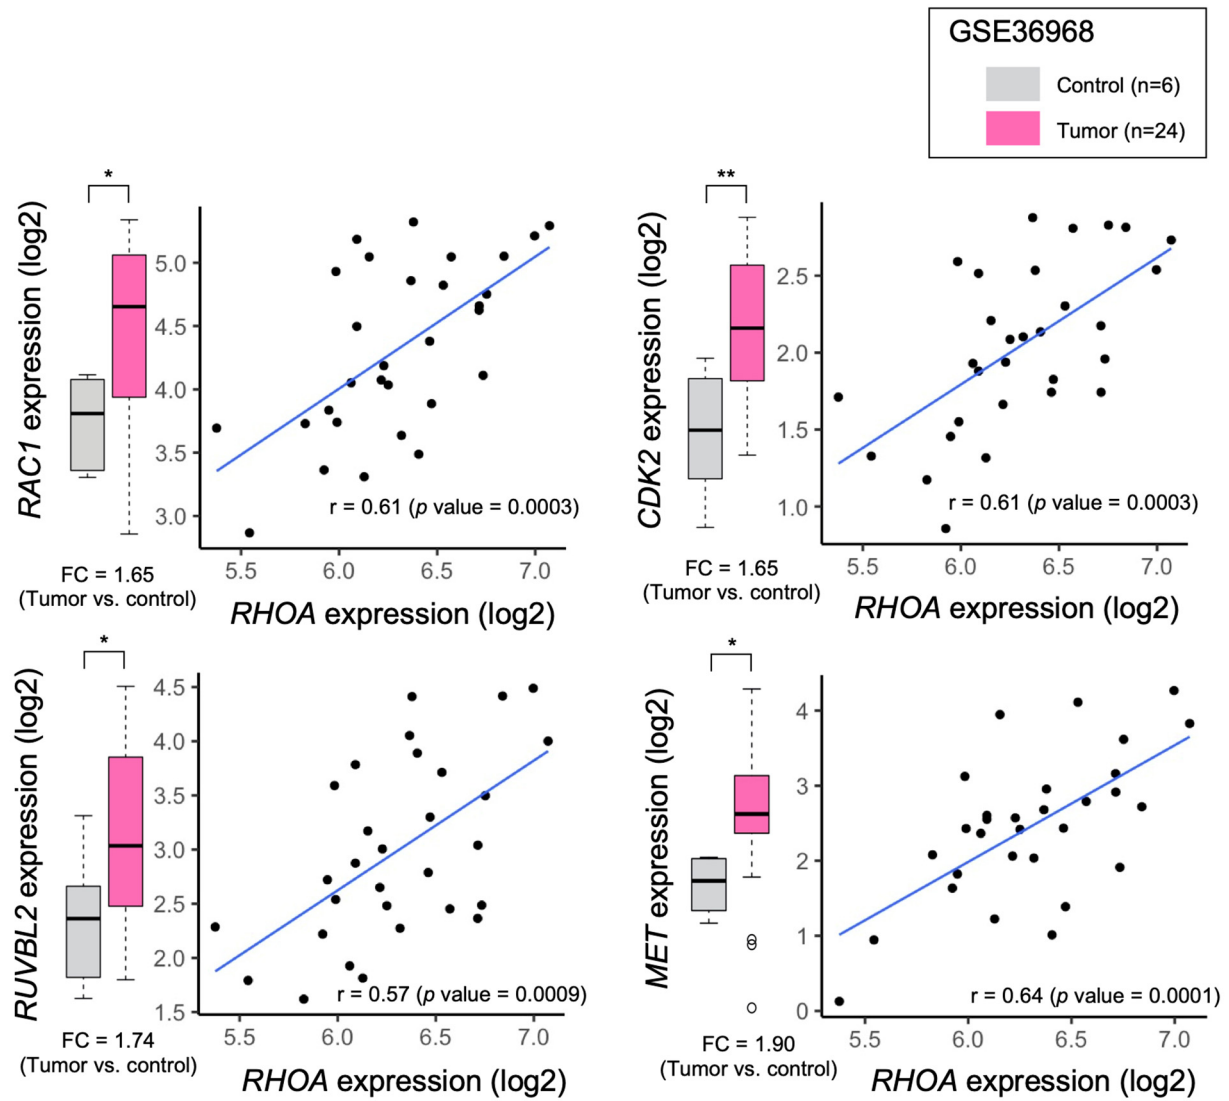 GSE36968
Control (n=6)
Tumor (n=24)
*
RAC1 expression (log2)
5.0
4.5
4.0
3.5
3.0
r = 0.61 (p value = 0.0003)
5.5 6.0 6.5 7.0
FC = 1.65
(Tumor vs. control)
RHOA expression (log2)
**
CDK2 expression (log2)
2.5
2.0
1.5
1.0
r = 0.61 (p value = 0.0003)
5.5 6.0 6.5 7.0
FC = 1.65
(Tumor vs. control)
RHOA expression (log2)
*
RUVBL2 expression (log2)
4.5
4.0
3.5
3.0
2.5
2.0
1.5
r = 0.57 (p value = 0.0009)
5.5 6.0 6.5 7.0
FC = 1.74
(Tumor vs. control)
RHOA expression (log2)
*
MET expression (log2)
4
3
2
1
0
r = 0.64 (p value = 0.0001)
5.5 6.0 6.5 7.0
FC = 1.90
(Tumor vs. control)
RHOA expression (log2)